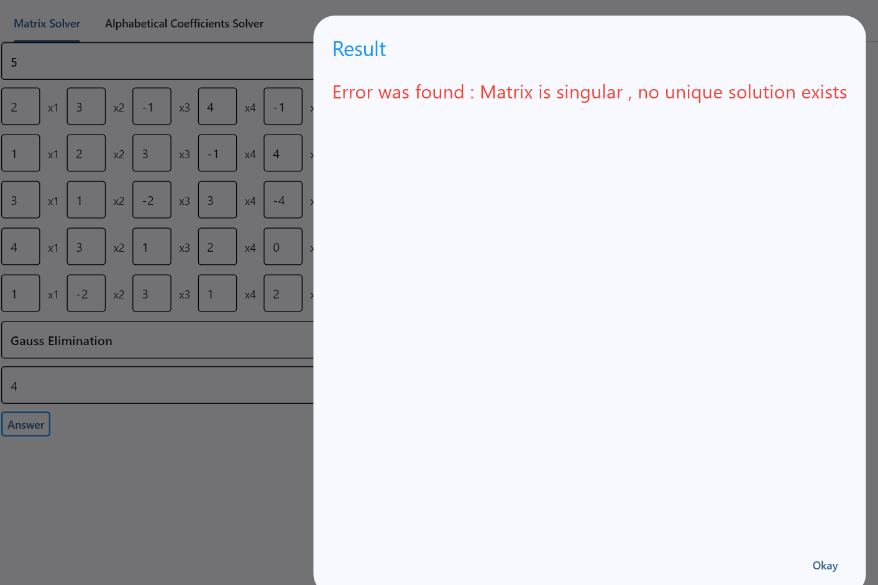 Matrix Solver Alphabetical Coefficients Solver
Result
5
Error was found : Matrix is singular , no unique solution exists
2 x1 3 x2 -1 x3 4 x4 -1
1 x1 2 x2 3 x3 -1 x4 4
3 x1 1 x2 -2 x3 3 x4 -4
4 x1 3 x2 1 x3 2 x4 0
1 x1 -2 x2 3 x3 1 x4 2
Gauss Elimination
4
Answer
Okay